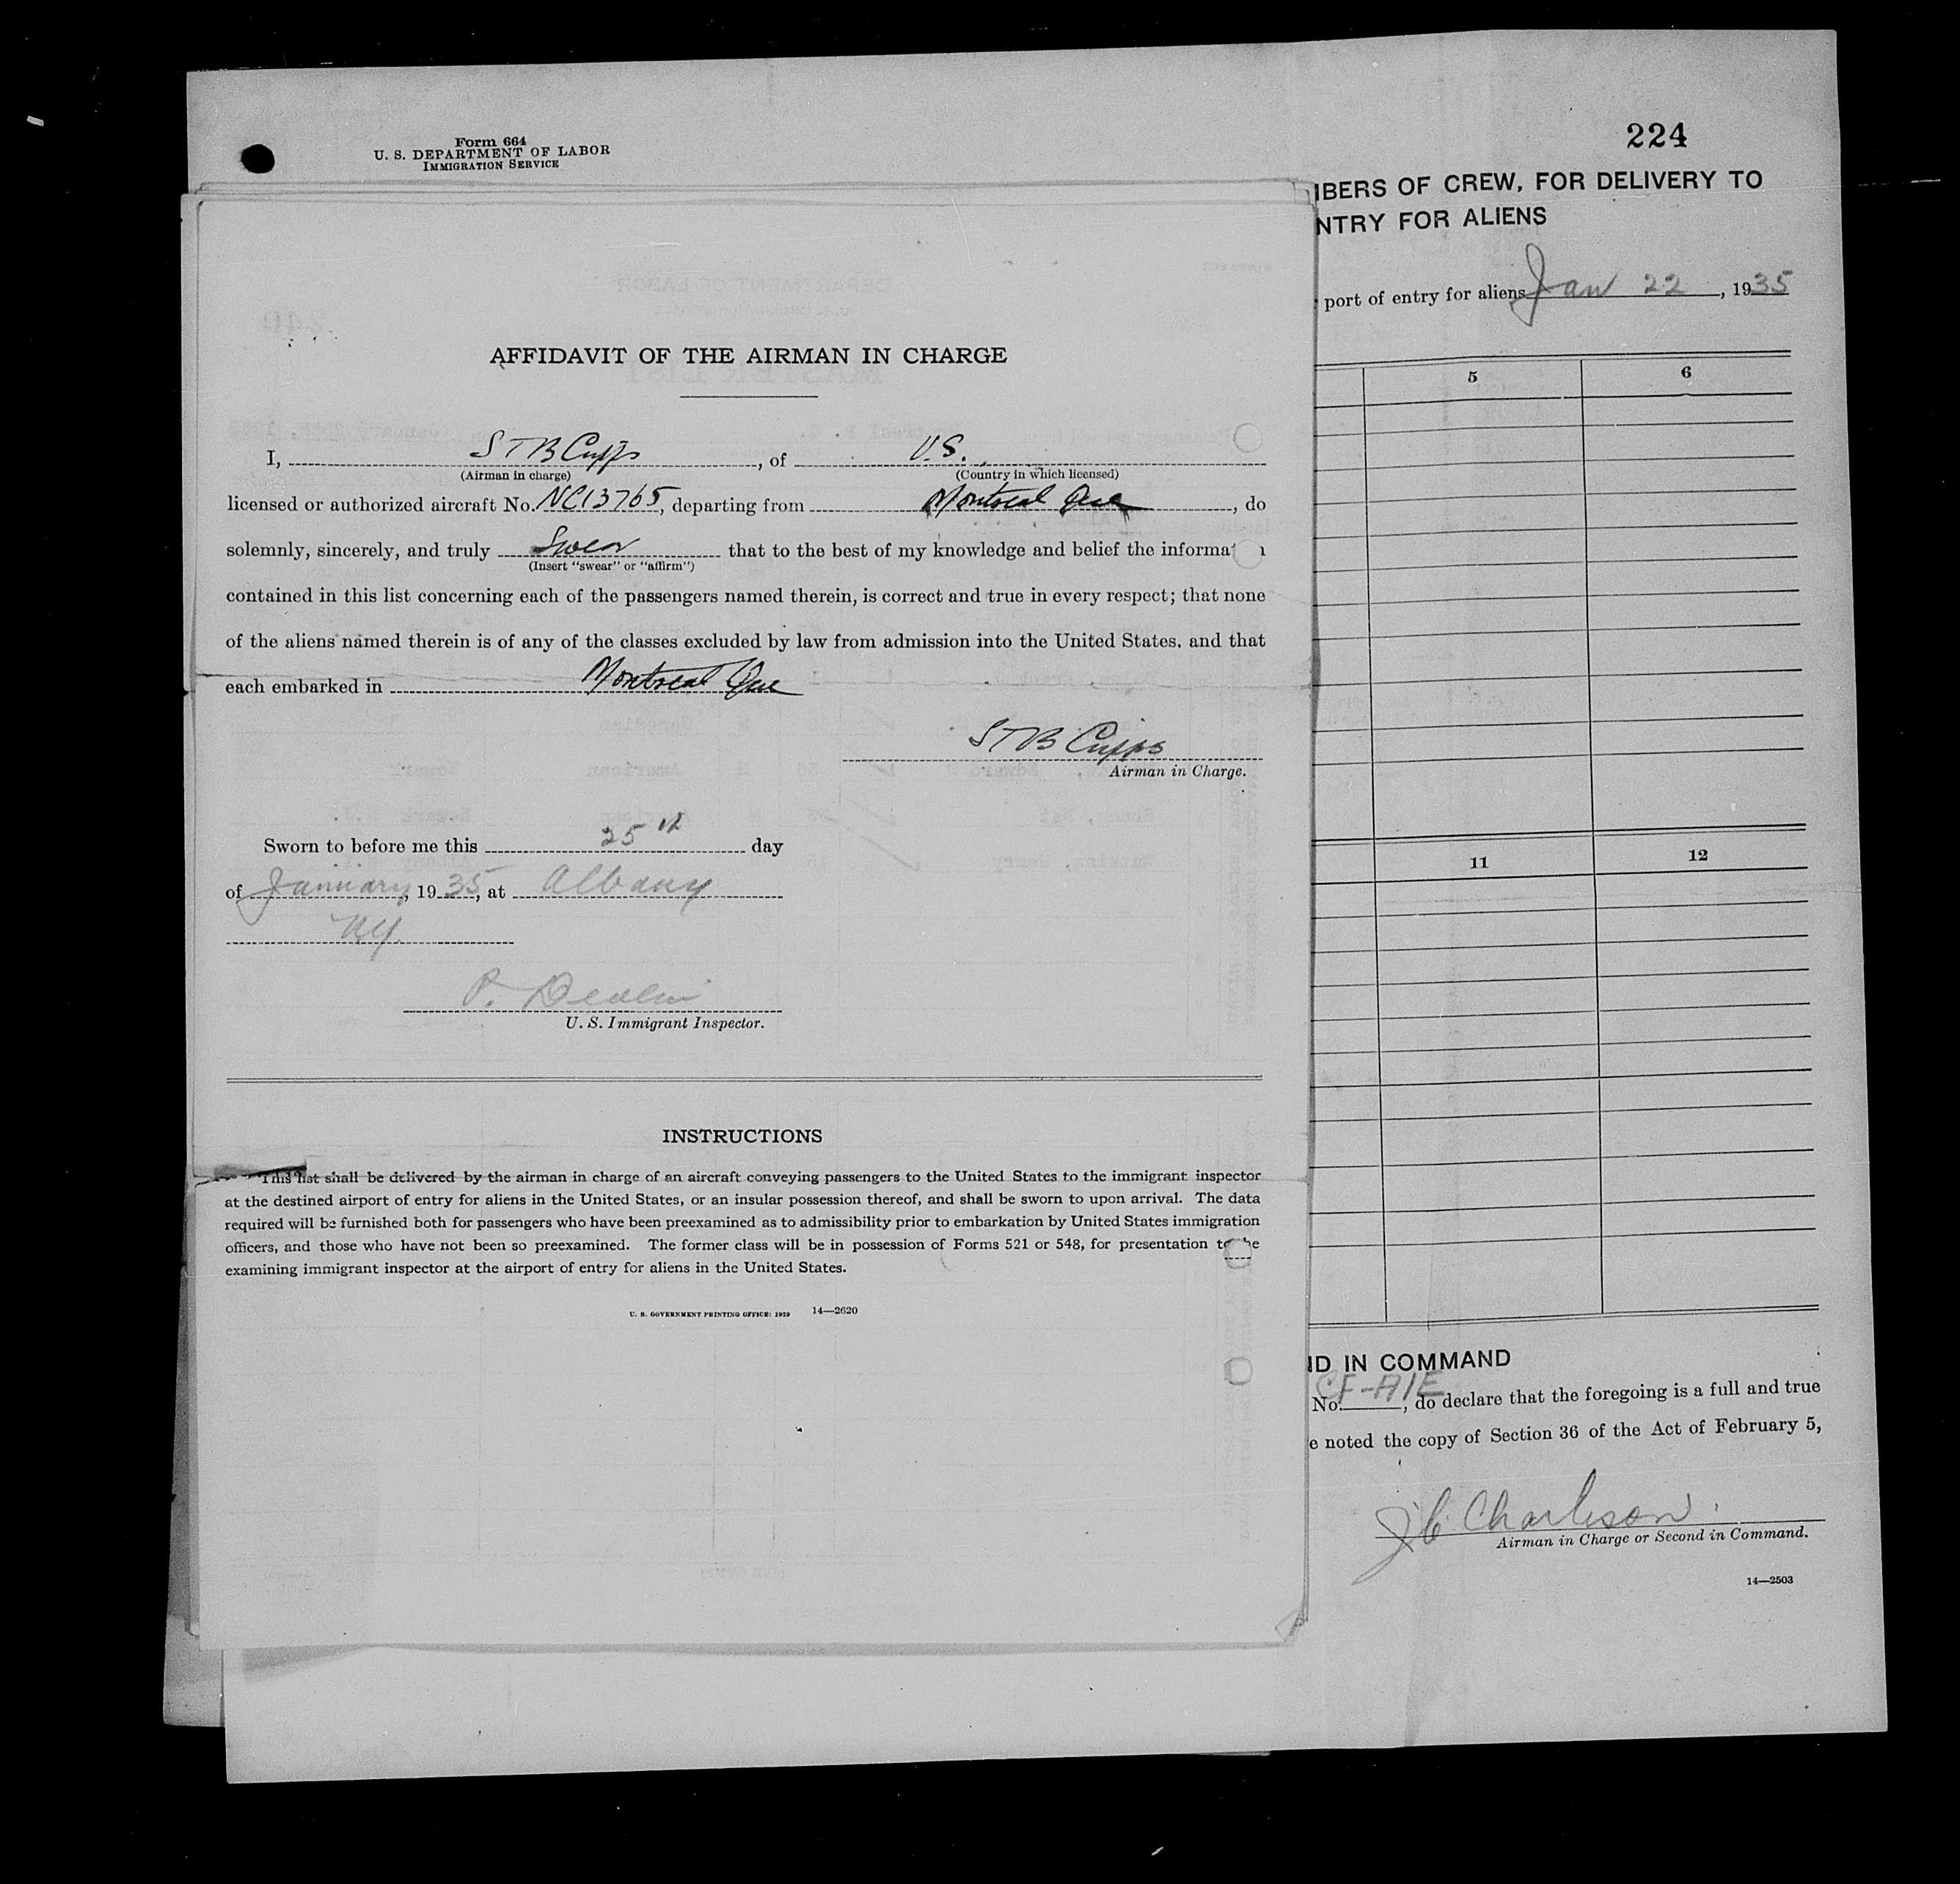 Form 664
U. S. DEPARTMENT OF LABOR
IMMIGRATION SERVICE
224
BERS OF CREW, FOR DELIVERY TO
NTRY FOR ALIENS
port of entry for aliens Jan 22, 1935
5 6
11 12
ND IN COMMAND
No. CF-AIE, do declare that the foregoing is a full and true
e noted the copy of Section 36 of the Act of February 5,
J C Charleson
Airman in Charge or Second in Command.
14—2503
AFFIDAVIT OF THE AIRMAN IN CHARGE
I, S T B Cripps, of U.S.
(Airman in charge) (Country in which licensed)
licensed or authorized aircraft No. NC13765, departing from Montreal Que, do
solemnly, sincerely, and truly Swear that to the best of my knowledge and belief the informa
(Insert "swear" or "affirm")
contained in this list concerning each of the passengers named therein, is correct and true in every respect; that none
of the aliens named therein is of any of the classes excluded by law from admission into the United States, and that
each embarked in Montreal Que
S T B Cripps
Airman in Charge.
Sworn to before me this 25th day
of January, 1935, at Albany
NY.
P. Devlin
U. S. Immigrant Inspector.
INSTRUCTIONS
This list shall be delivered by the airman in charge of an aircraft conveying passengers to the United States to the immigrant inspector
at the destined airport of entry for aliens in the United States, or an insular possession thereof, and shall be sworn to upon arrival. The data
required will be furnished both for passengers who have been preexamined as to admissibility prior to embarkation by United States immigration
officers, and those who have not been so preexamined. The former class will be in possession of Forms 521 or 548, for presentation to the
examining immigrant inspector at the airport of entry for aliens in the United States.
U. S. GOVERNMENT PRINTING OFFICE: 1929 14—2620